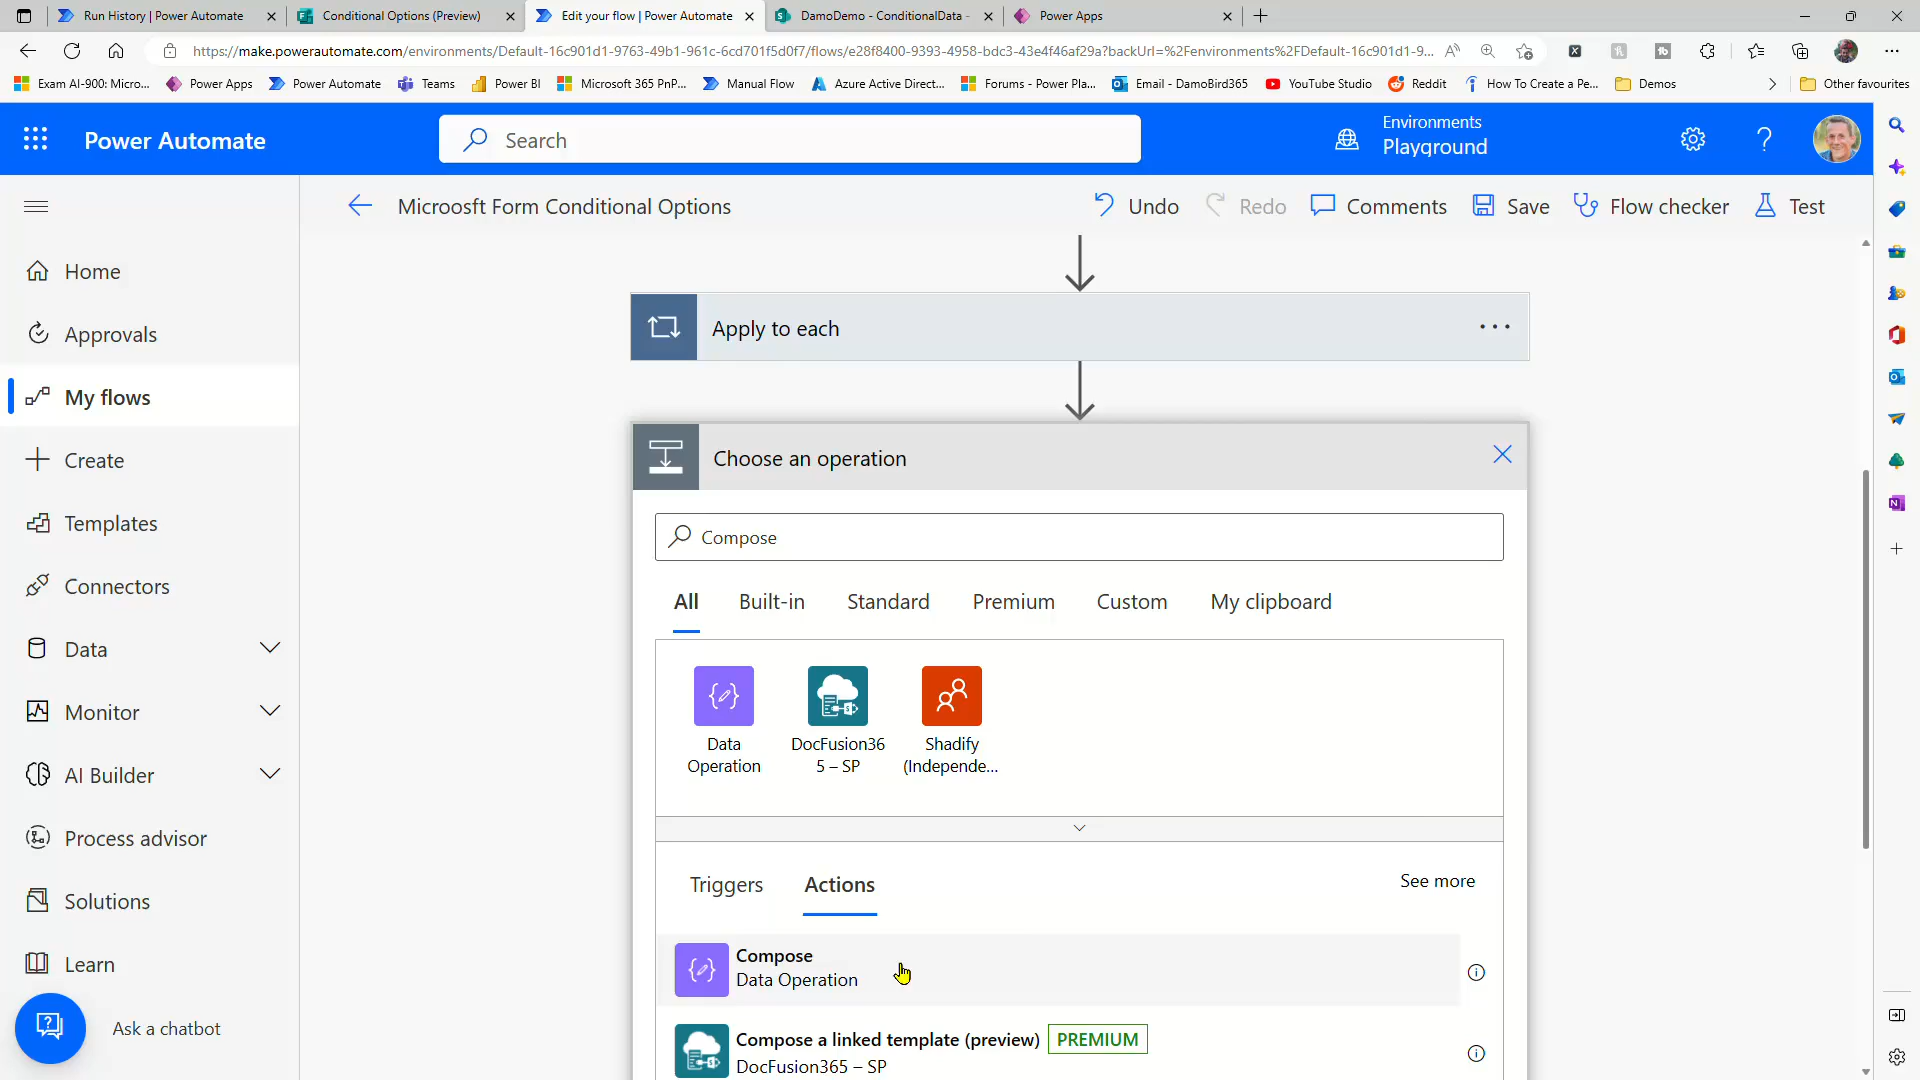 Run History | Power Automate
Conditional Options (Preview)
Edit your flow | Power Automate
DamoDemo - ConditionalData -
Power Apps
https://make.powerautomate.com/environments/Default-16c901d1-9763-49b1-961c-6cd701f5d0f7/flows/e28f8400-9393-4958-bdc3-43e4f46af29a?backUrl=%2Fenvironments%2FDefault-16c901d1-9...
Exam AI-900: Micro...
Power Apps
Power Automate
Teams
Power BI
Microsoft 365 PnP...
Manual Flow
Azure Active Direct...
Forums - Power Pla...
Email - DamoBird365
YouTube Studio
Reddit
How To Create a Pe...
Demos
Other favourites
Power Automate
Search
Environments
Playground
Microosft Form Conditional Options
Undo
Redo
Comments
Save
Flow checker
Test
Home
Approvals
My flows
Create
Templates
Connectors
Data
Monitor
AI Builder
Process advisor
Solutions
Learn
Ask a chatbot
Apply to each
Choose an operation
Compose
All
Built-in
Standard
Premium
Custom
My clipboard
Data
Operation
DocFusion36
5 – SP
Shadify
(Independe...
Triggers
Actions
See more
Compose
Data Operation
Compose a linked template (preview) PREMIUM
DocFusion365 – SP